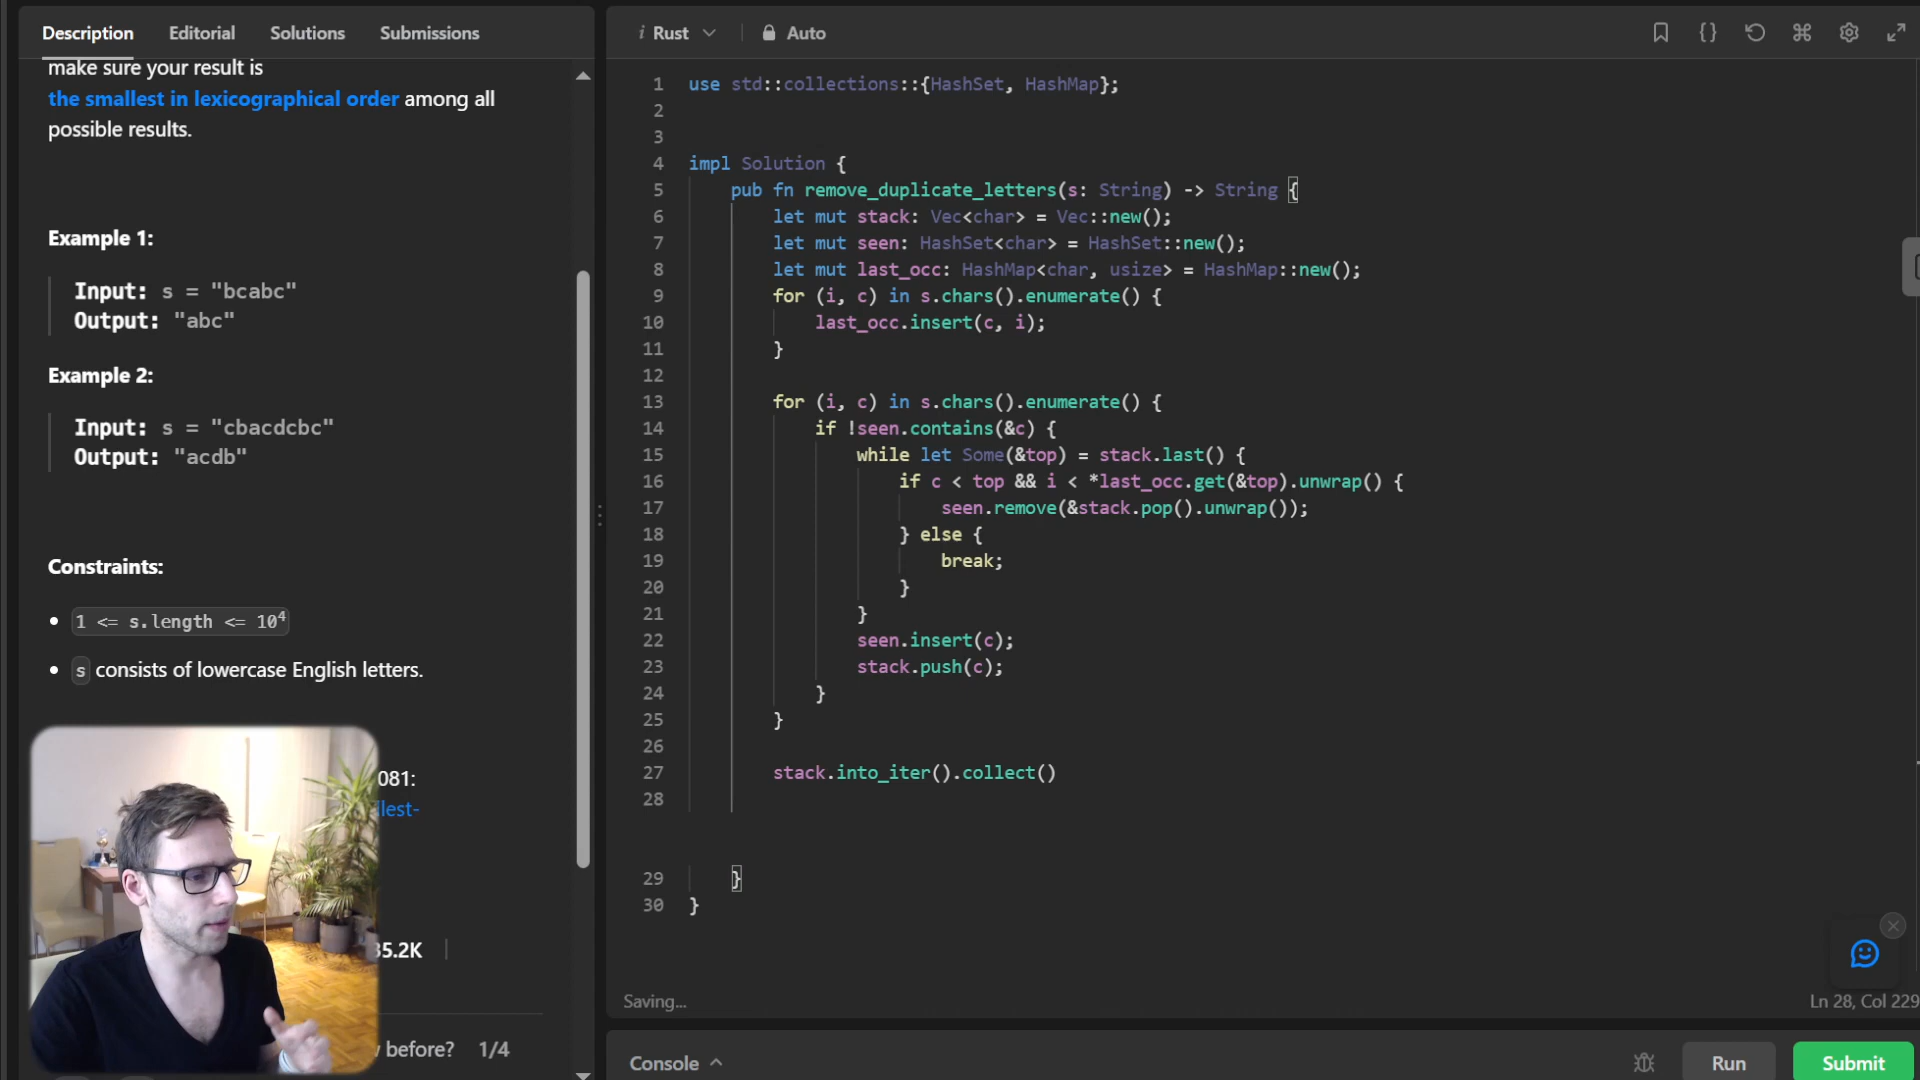 Description Editorial Solutions Submissions
make sure your result is
the smallest in lexicographical order among all
possible results.
Example 1:
Input: s = "bcabc"
Output: "abc"
Example 2:
Input: s = "cbacdcbc"
Output: "acdb"
Constraints:
1 <= s.length <= 10⁴
s consists of lowercase English letters.
081:
llest-
35.2K
before? 1/4
i Rust Auto
1 use std::collections::{HashSet, HashMap};
2
3
4 impl Solution {
5 pub fn remove_duplicate_letters(s: String) -> String {
6 let mut stack: Vec<char> = Vec::new();
7 let mut seen: HashSet<char> = HashSet::new();
8 let mut last_occ: HashMap<char, usize> = HashMap::new();
9 for (i, c) in s.chars().enumerate() {
10 last_occ.insert(c, i);
11 }
12
13 for (i, c) in s.chars().enumerate() {
14 if !seen.contains(&c) {
15 while let Some(&top) = stack.last() {
16 if c < top && i < *last_occ.get(&top).unwrap() {
17 seen.remove(&stack.pop().unwrap());
18 } else {
19 break;
20 }
21 }
22 seen.insert(c);
23 stack.push(c);
24 }
25 }
26
27 stack.into_iter().collect()
28
29 }
30 }
Saving...
Ln 28, Col 229
Console Run Submit